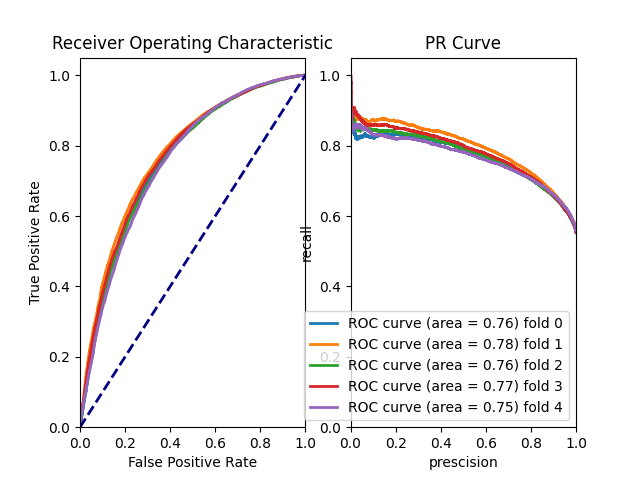 Receiver Operating Characteristic
PR Curve
1.0
0.8
0.6
0.4
0.2
0.0
True Positive Rate
0.0 0.2 0.4 0.6 0.8 1.0
False Positive Rate
1.0
0.8
0.6
0.4
0.2
0.0
recall
ROC curve (area = 0.76) fold 0
ROC curve (area = 0.78) fold 1
ROC curve (area = 0.76) fold 2
ROC curve (area = 0.77) fold 3
ROC curve (area = 0.75) fold 4
0.0 0.2 0.4 0.6 0.8 1.0
prescision